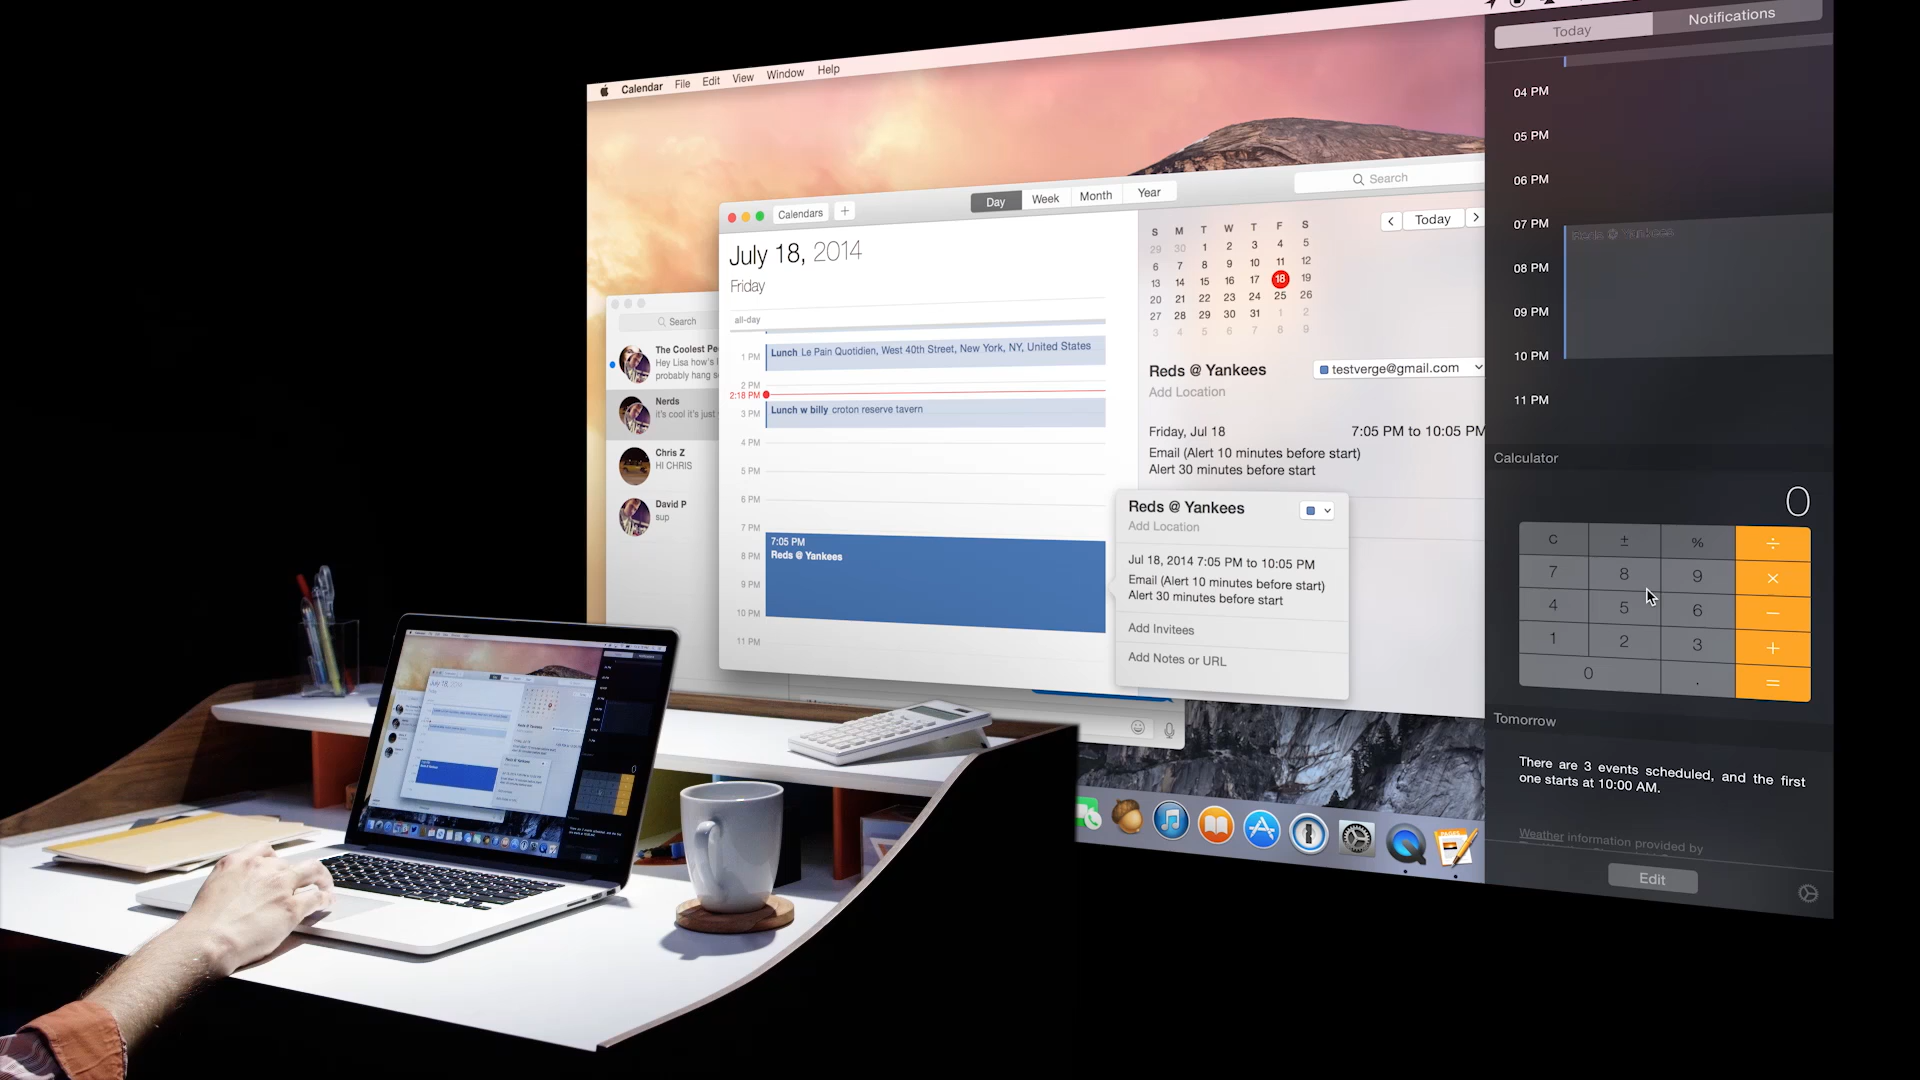 Calendar File Edit View Window Help
Today Notifications
04 PM
05 PM
06 PM
07 PM
Reds @ Yankees
08 PM
09 PM
10 PM
11 PM
Calculator
0
C ± % ÷
7 8 9 ×
4 5 6 −
1 2 3 +
0 . =
Tomorrow
There are 3 events scheduled, and the first
one starts at 10:00 AM.
Weather information provided by
Edit
Calendars +
Day Week Month Year
Search
July 18, 2014
Friday
all-day
1 PM Lunch Le Pain Quotidien, West 40th Street, New York, NY, United States
2 PM
2:18 PM
3 PM Lunch w billy croton reserve tavern
4 PM
5 PM
6 PM
7 PM
7:05 PM
8 PM Reds @ Yankees
9 PM
10 PM
11 PM
< Today >
S M T W T F S
29 30 1 2 3 4 5
6 7 8 9 10 11 12
13 14 15 16 17 18 19
20 21 22 23 24 25 26
27 28 29 30 31 1 2
3 4 5 6 7 8 9
Reds @ Yankees
testverge@gmail.com
Add Location
Friday, Jul 18 7:05 PM to 10:05 PM
Email (Alert 10 minutes before start)
Alert 30 minutes before start
Reds @ Yankees
Add Location
Jul 18, 2014 7:05 PM to 10:05 PM
Email (Alert 10 minutes before start)
Alert 30 minutes before start
Add Invitees
Add Notes or URL
Search
The Coolest Pe
Hey Lisa how's
probably hang s
Nerds
it's cool it's just
Chris Z
HI CHRIS
David P
sup
PAGES
July 18, 2014